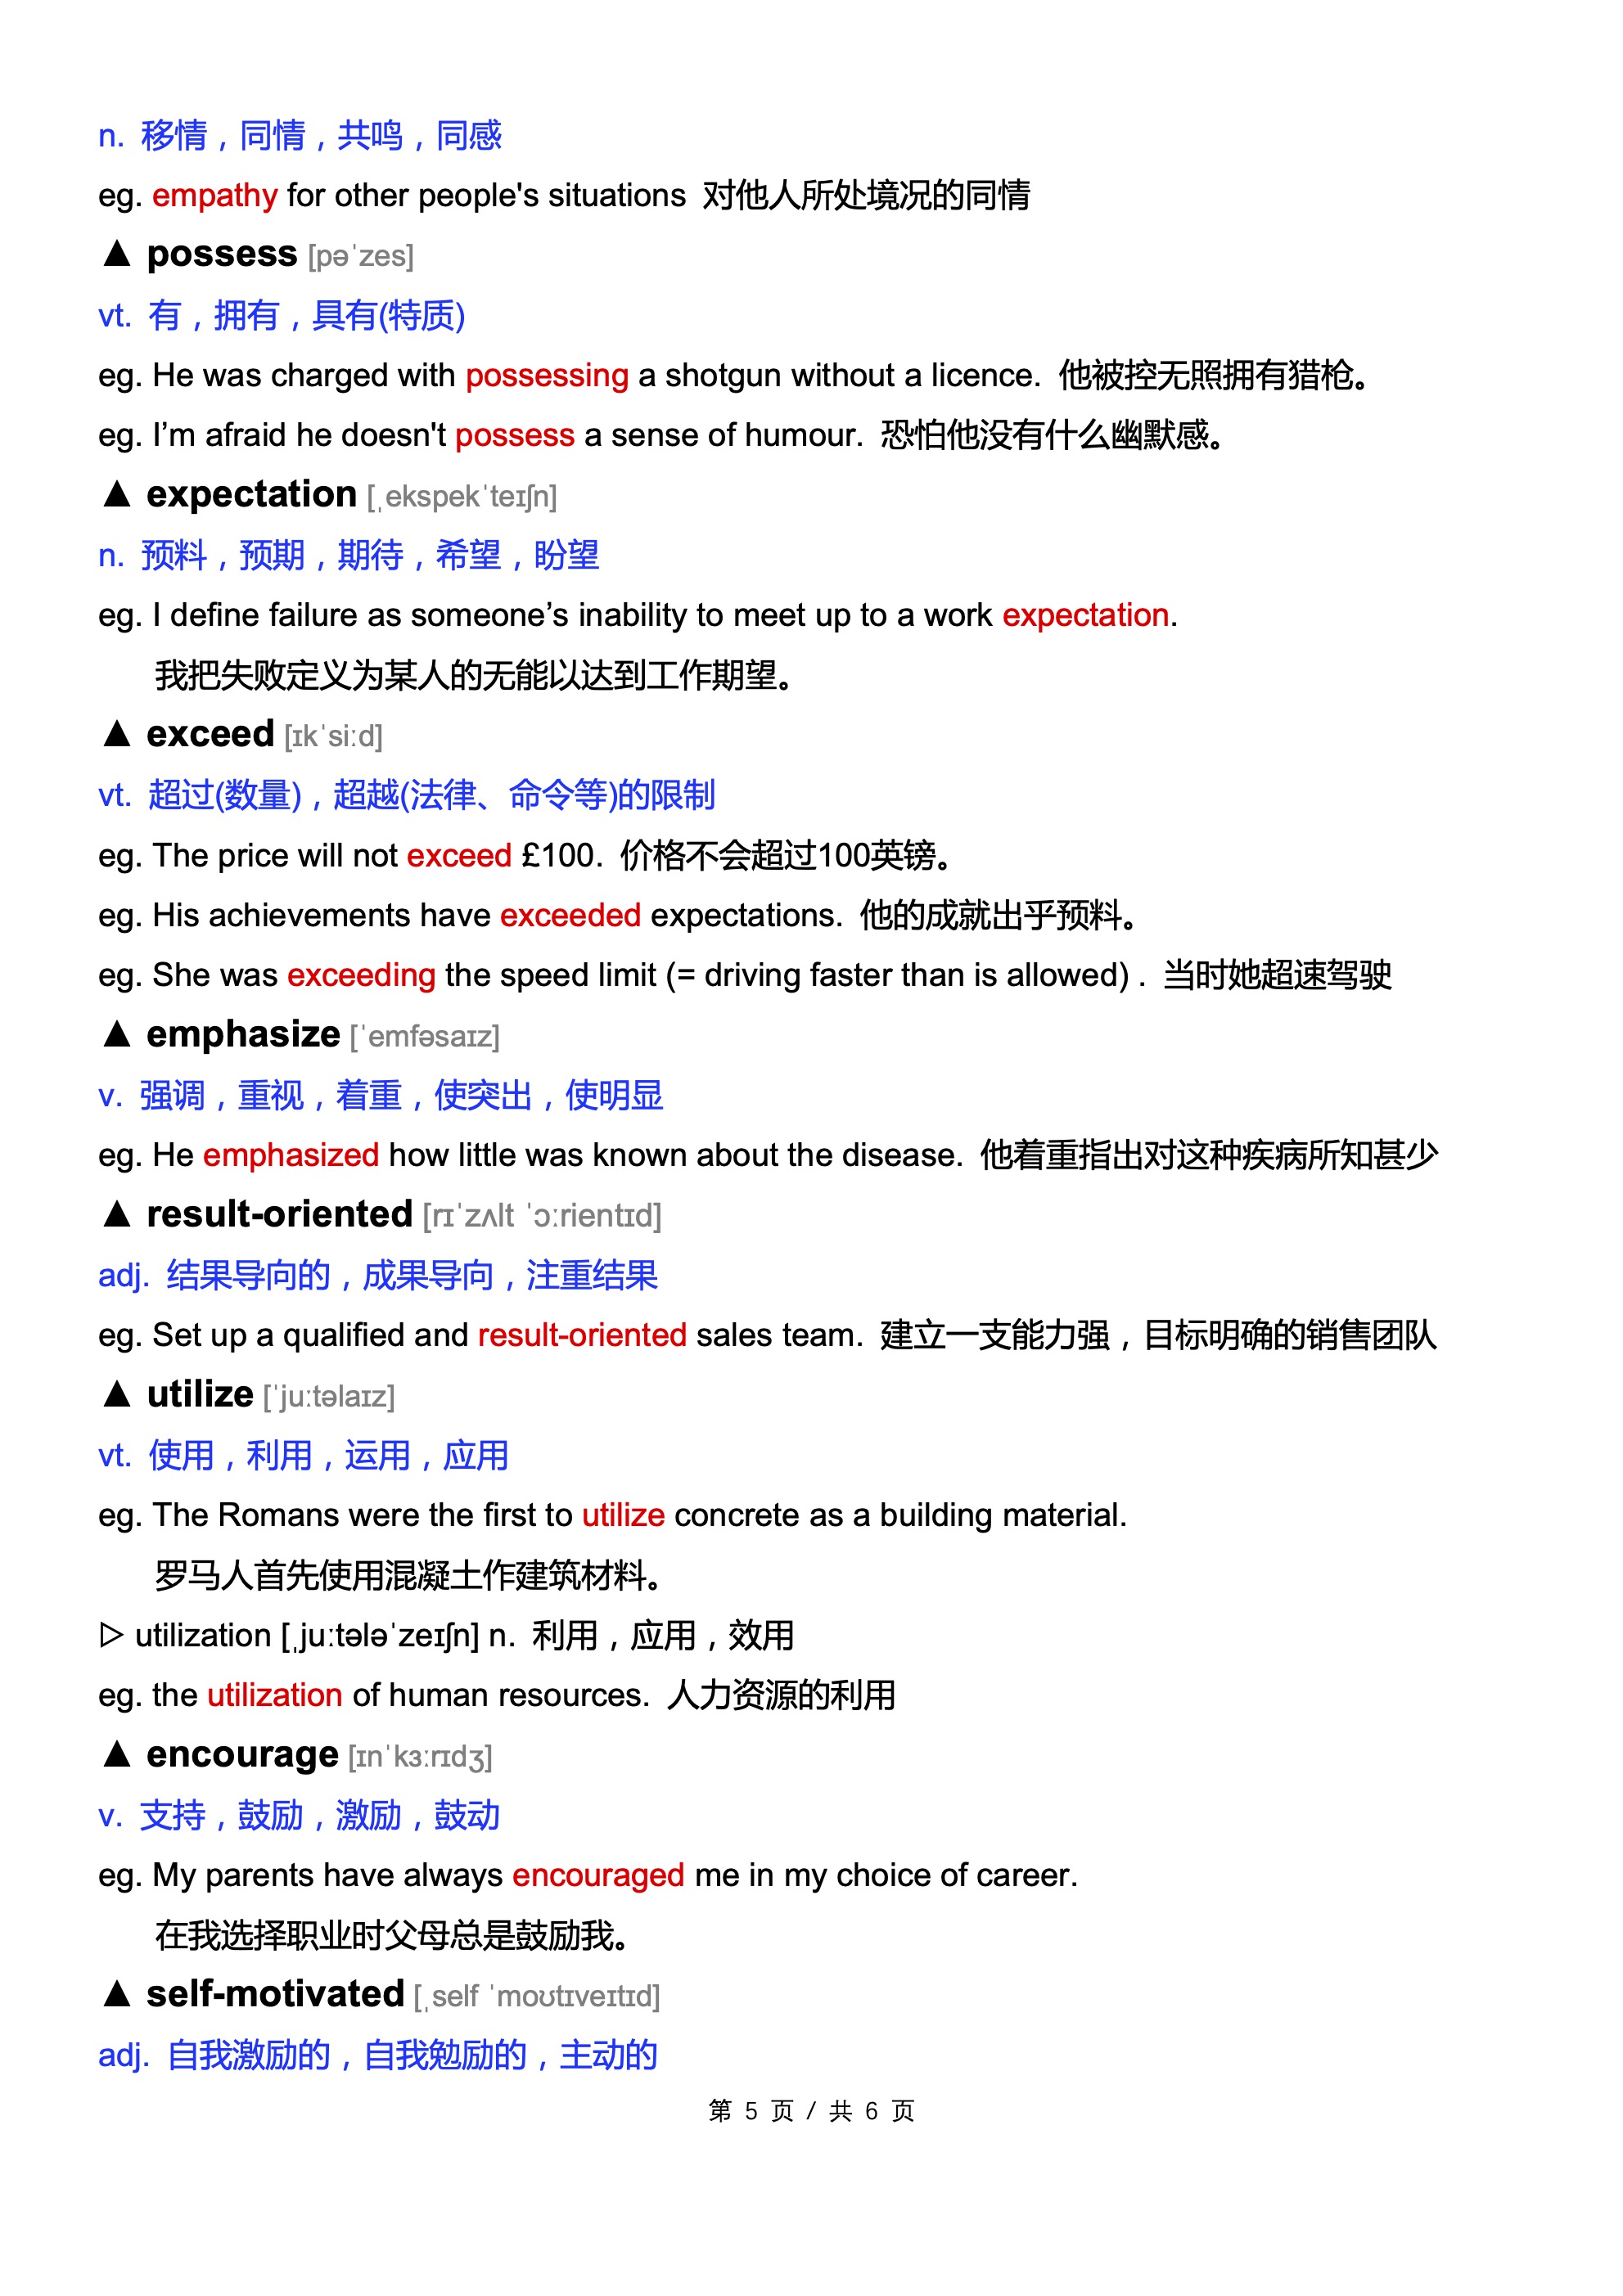 n. 移情，同情，共鸣，同感
eg. empathy for other people's situations 对他人所处境况的同情
▲ possess [pəˈzes]
vt. 有，拥有，具有(特质)
eg. He was charged with possessing a shotgun without a licence. 他被控无照拥有猎枪。
eg. I’m afraid he doesn't possess a sense of humour. 恐怕他没有什么幽默感。
▲ expectation [ˌekspekˈteɪʃn]
n. 预料，预期，期待，希望，盼望
eg. I define failure as someone’s inability to meet up to a work expectation.
我把失败定义为某人的无能以达到工作期望。
▲ exceed [ɪkˈsiːd]
vt. 超过(数量)，超越(法律、命令等)的限制
eg. The price will not exceed £100. 价格不会超过100英镑。
eg. His achievements have exceeded expectations. 他的成就出乎预料。
eg. She was exceeding the speed limit (= driving faster than is allowed) . 当时她超速驾驶
▲ emphasize [ˈemfəsaɪz]
v. 强调，重视，着重，使突出，使明显
eg. He emphasized how little was known about the disease. 他着重指出对这种疾病所知甚少
▲ result-oriented [rɪˈzʌlt ˈɔːrientɪd]
adj. 结果导向的，成果导向，注重结果
eg. Set up a qualified and result-oriented sales team. 建立一支能力强，目标明确的销售团队
▲ utilize [ˈjuːtəlaɪz]
vt. 使用，利用，运用，应用
eg. The Romans were the first to utilize concrete as a building material.
罗马人首先使用混凝土作建筑材料。
▷ utilization [ˌjuːtələˈzeɪʃn] n. 利用，应用，效用
eg. the utilization of human resources. 人力资源的利用
▲ encourage [ɪnˈkɜːrɪdʒ]
v. 支持，鼓励，激励，鼓动
eg. My parents have always encouraged me in my choice of career.
在我选择职业时父母总是鼓励我。
▲ self-motivated [ˌself ˈmoʊtɪveɪtɪd]
adj. 自我激励的，自我勉励的，主动的
第 5 页 / 共 6 页